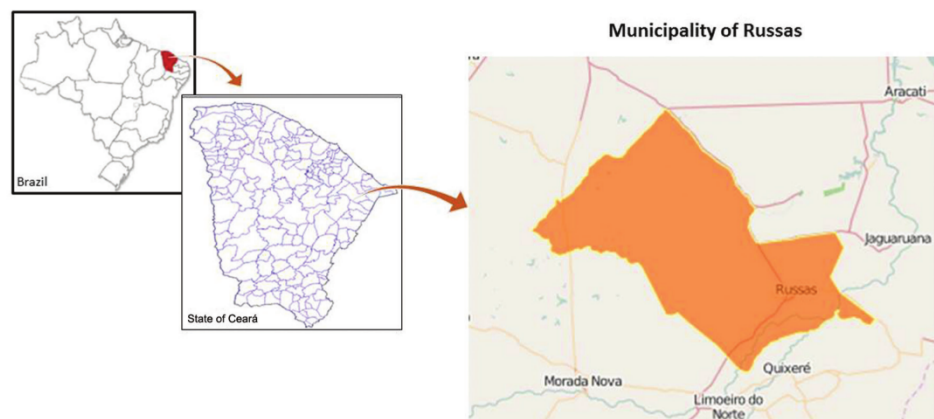 Municipality of Russas
Brazil
State of Ceará
Aracati
Jaguaruana
Russas
Quixeré
Morada Nova
Limoeiro do
Norte